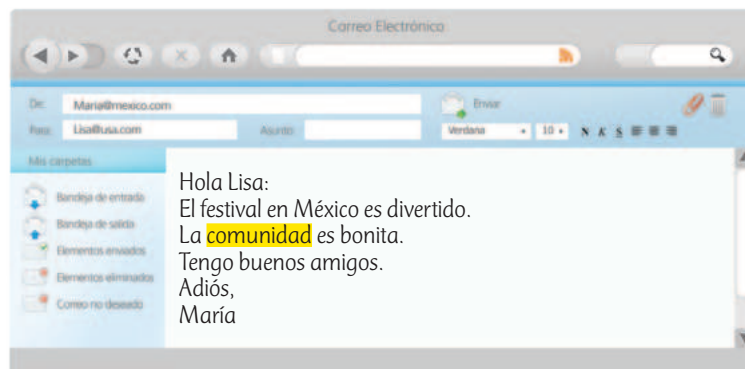 Correo Electrónico
De: Maria@mexico.com Enviar
Para: Lisa@usa.com Asunto: Verdana 10 N K S
Mis carpetas
Bandeja de entrada
Bandeja de salida
Elementos enviados
Elementos eliminados
Correo no deseado
Hola Lisa:
El festival en México es divertido.
La comunidad es bonita.
Tengo buenos amigos.
Adiós,
María